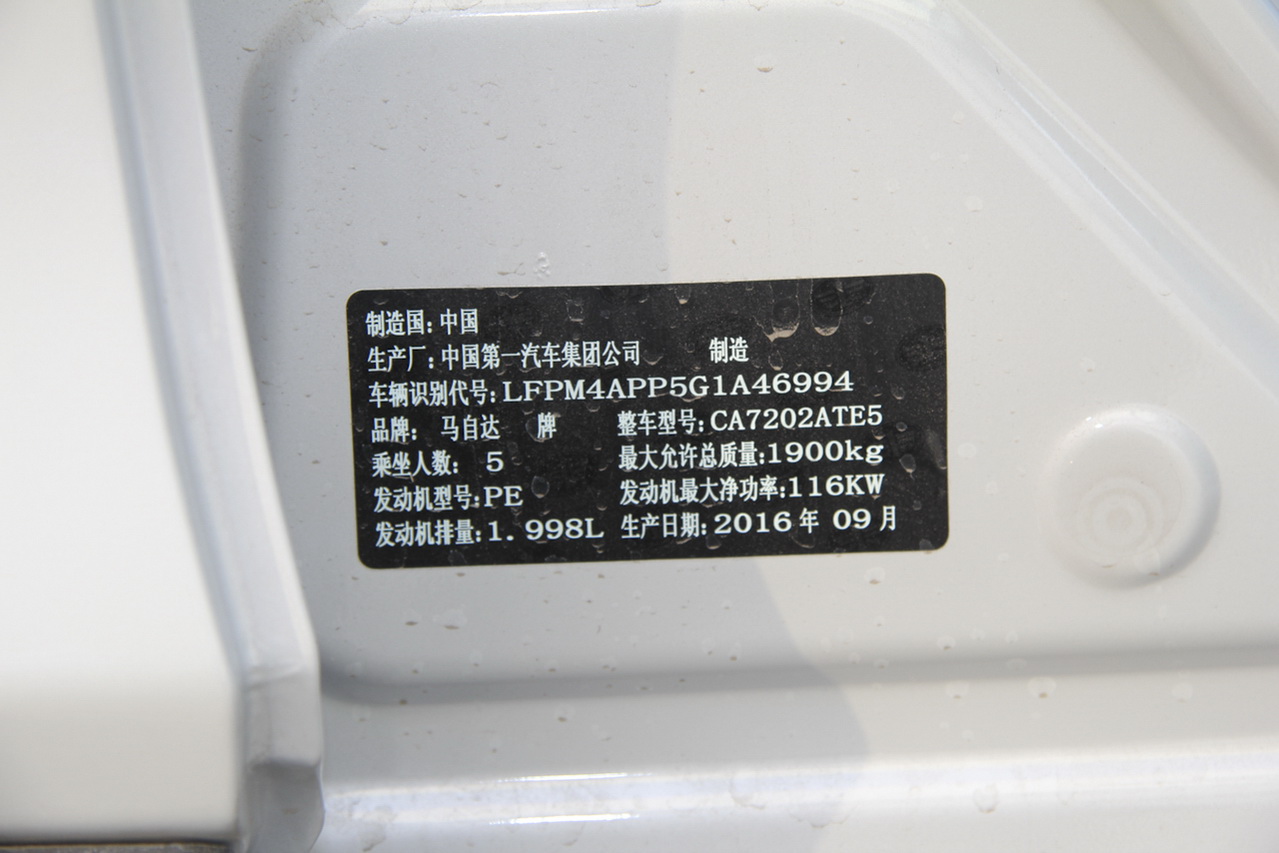 制造国：中国
生产厂：中国第一汽车集团公司 制造
车辆识别代号：LFPM4APP5G1A46994
品牌： 马自达 牌 整车型号：CA7202ATE5
乘坐人数： 5 最大允许总质量：1900kg
发动机型号：PE 发动机最大净功率：116KW
发动机排量：1.998L 生产日期：2016年 09月